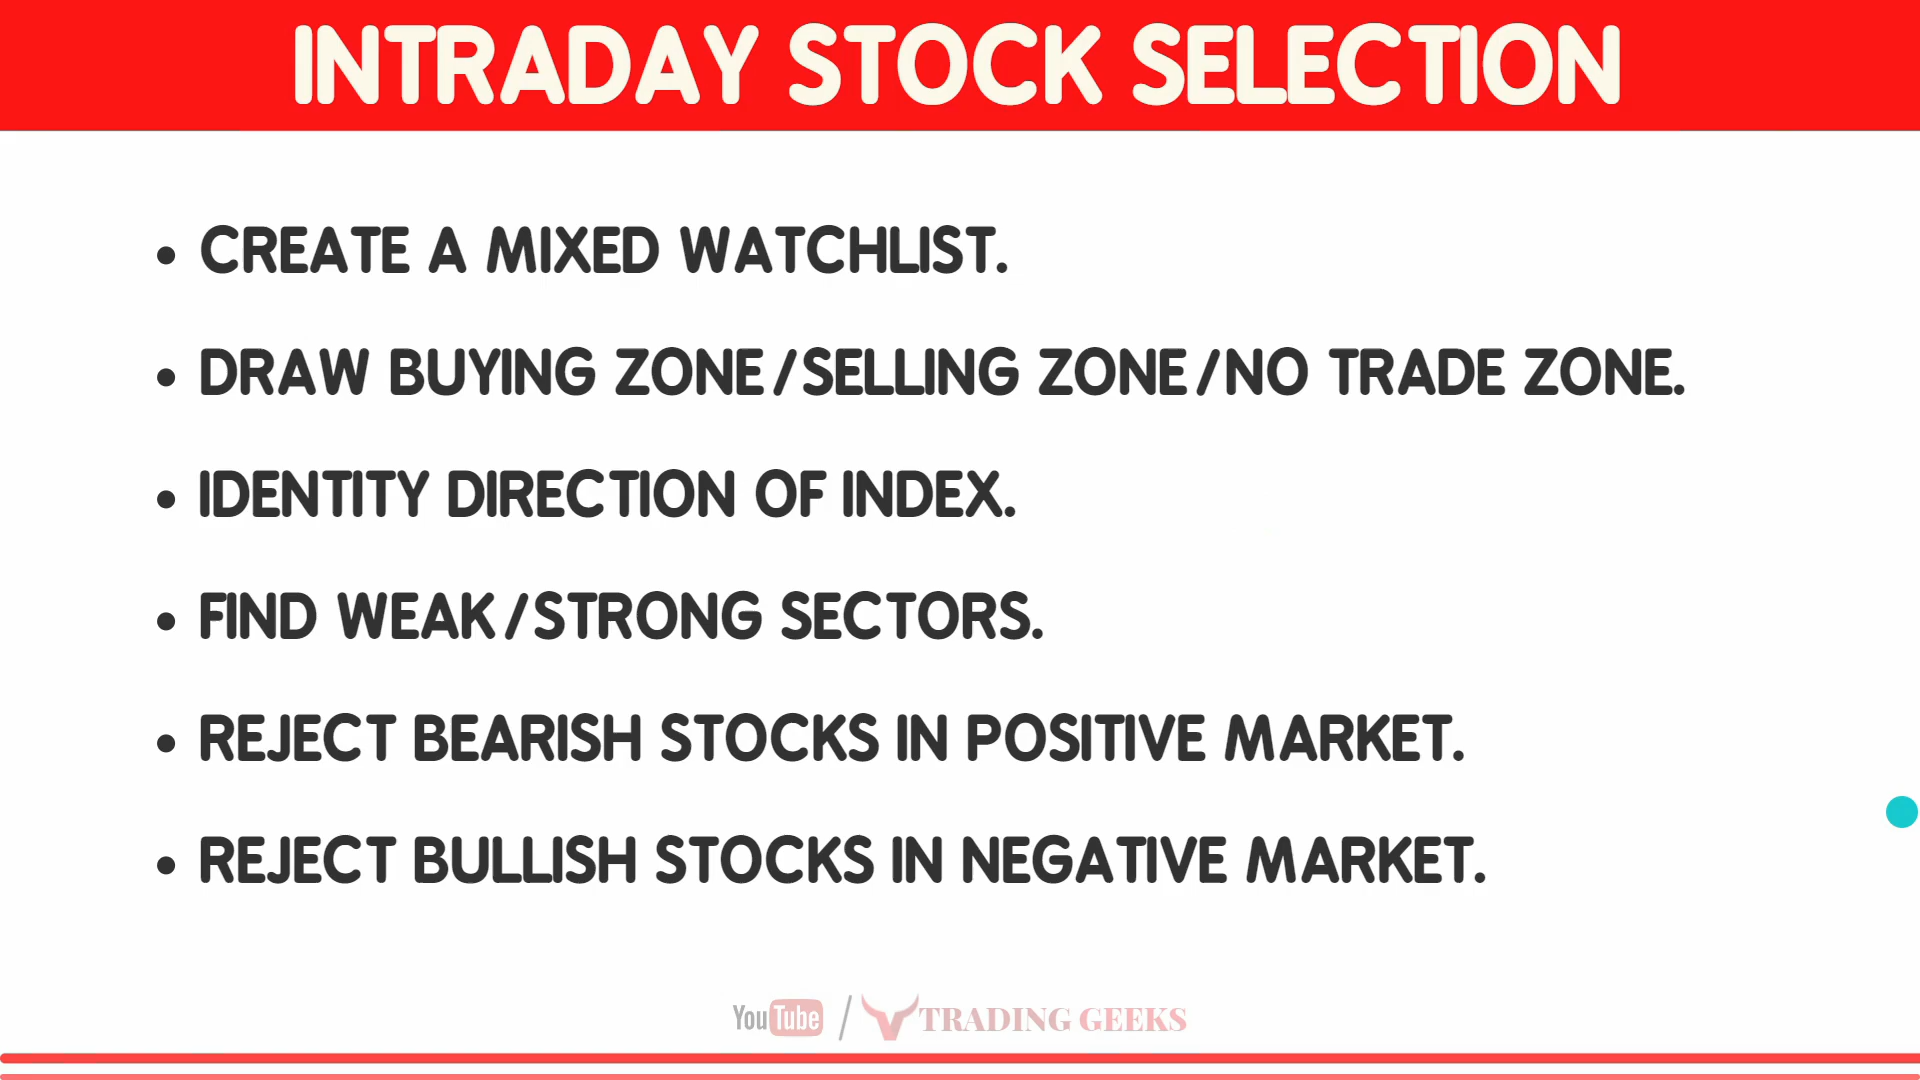 INTRADAY STOCK SELECTION
• CREATE A MIXED WATCHLIST.
• DRAW BUYING ZONE/SELLING ZONE/NO TRADE ZONE.
• IDENTITY DIRECTION OF INDEX.
• FIND WEAK/STRONG SECTORS.
• REJECT BEARISH STOCKS IN POSITIVE MARKET.
• REJECT BULLISH STOCKS IN NEGATIVE MARKET.
YouTube / TRADING GEEKS